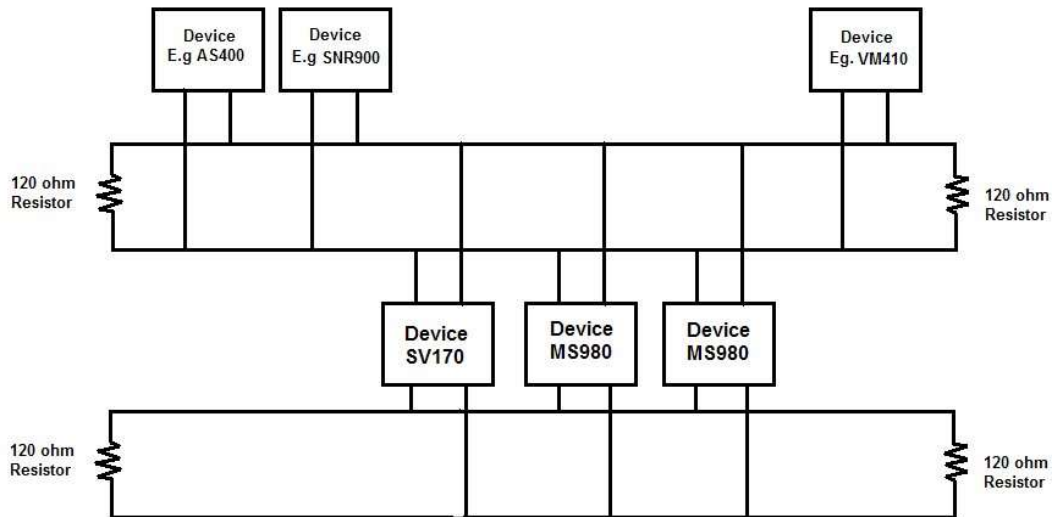 Device
E.g AS400
Device
E.g SNR900
Device
Eg. VM410
120 ohm
Resistor
120 ohm
Resistor
Device
SV170
Device
MS980
Device
MS980
120 ohm
Resistor
120 ohm
Resistor